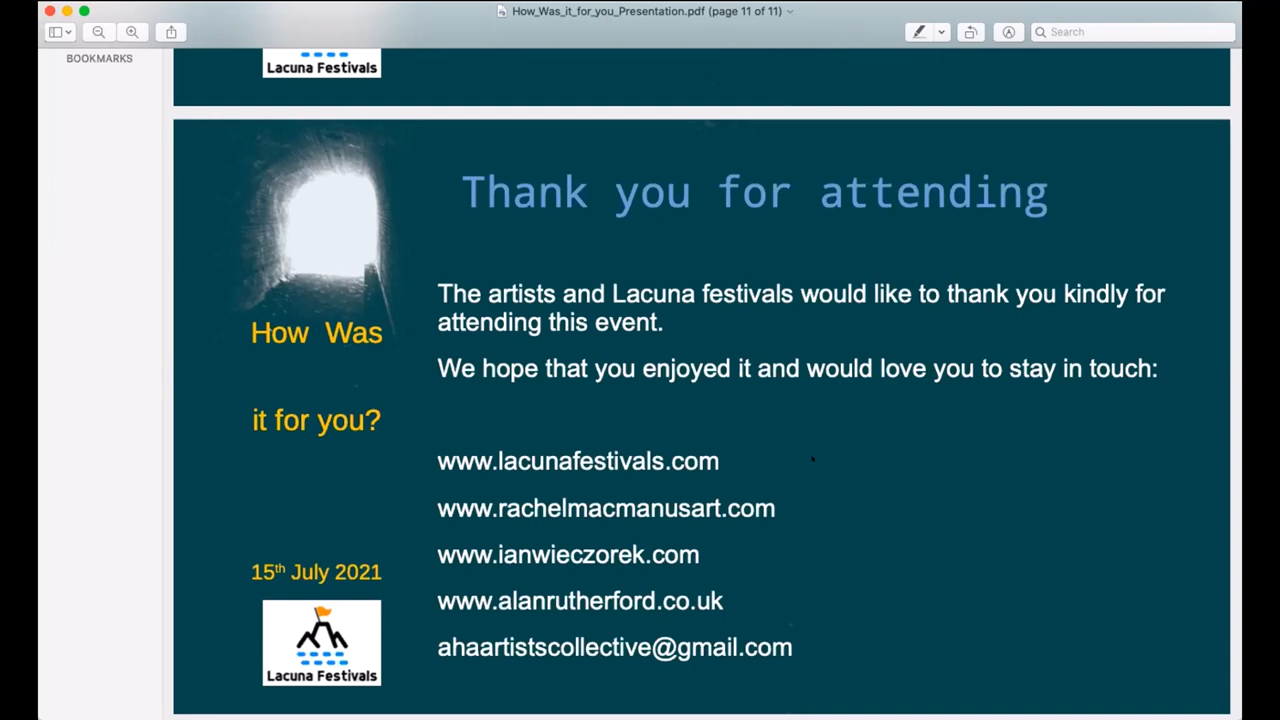 How_Was_it_for_you_Presentation.pdf (page 11 of 11)
Search
BOOKMARKS
Lacuna Festivals
Thank you for attending
The artists and Lacuna festivals would like to thank you kindly for
attending this event.
How Was
We hope that you enjoyed it and would love you to stay in touch:
it for you?
www.lacunafestivals.com
www.rachelmacmanusart.com
www.ianwieczorek.com
15th July 2021
www.alanrutherford.co.uk
ahaartistscollective@gmail.com
Lacuna Festivals